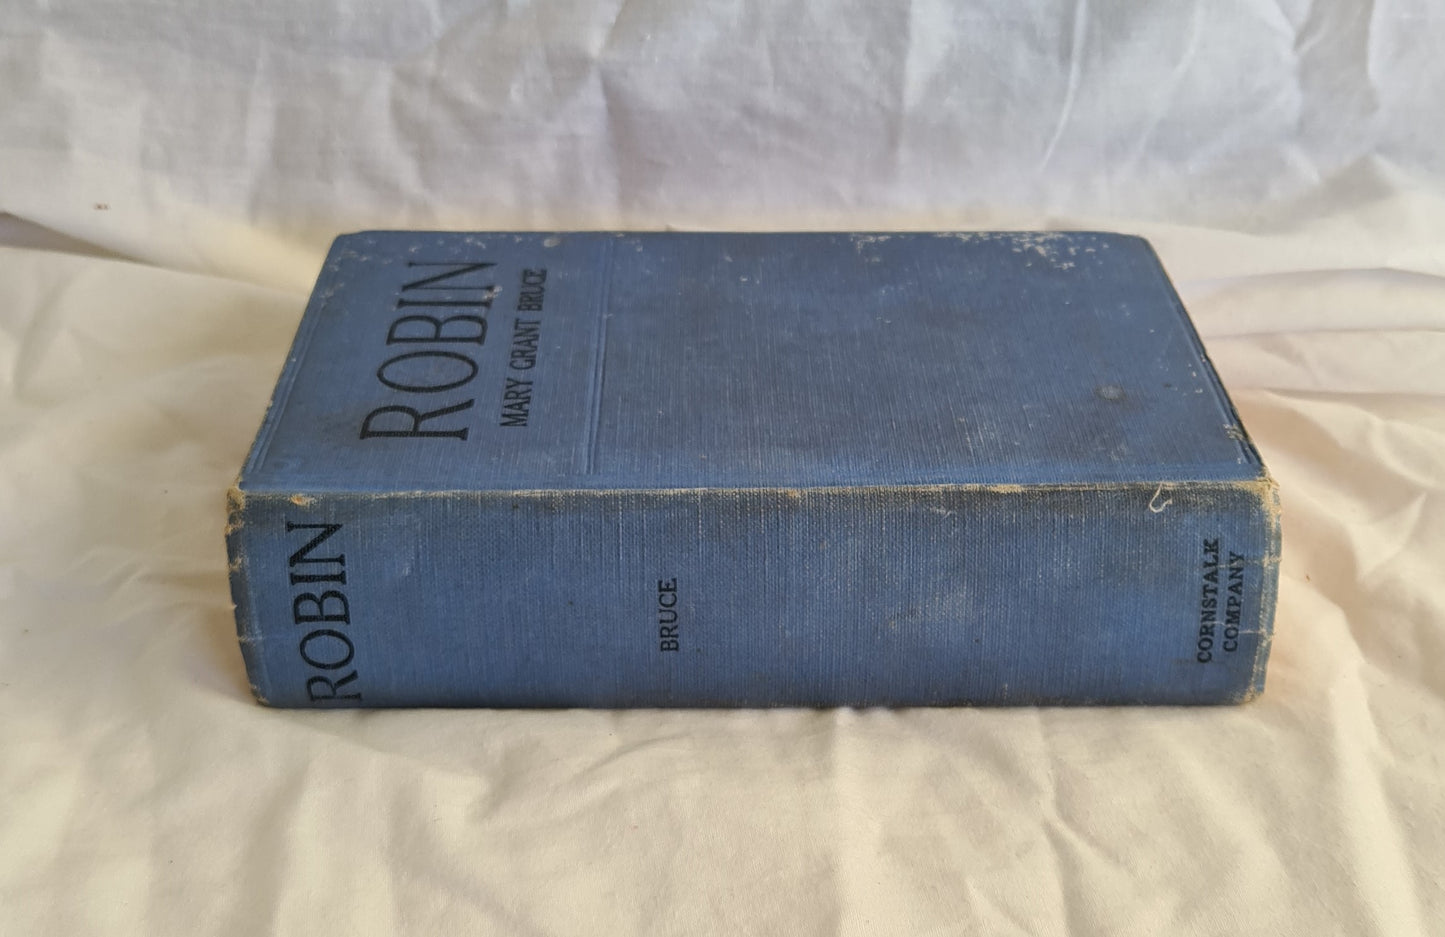 ROBIN
MARY GRANT BRUCE
ROBIN
BRUCE
CORNSTALK
COMPANY